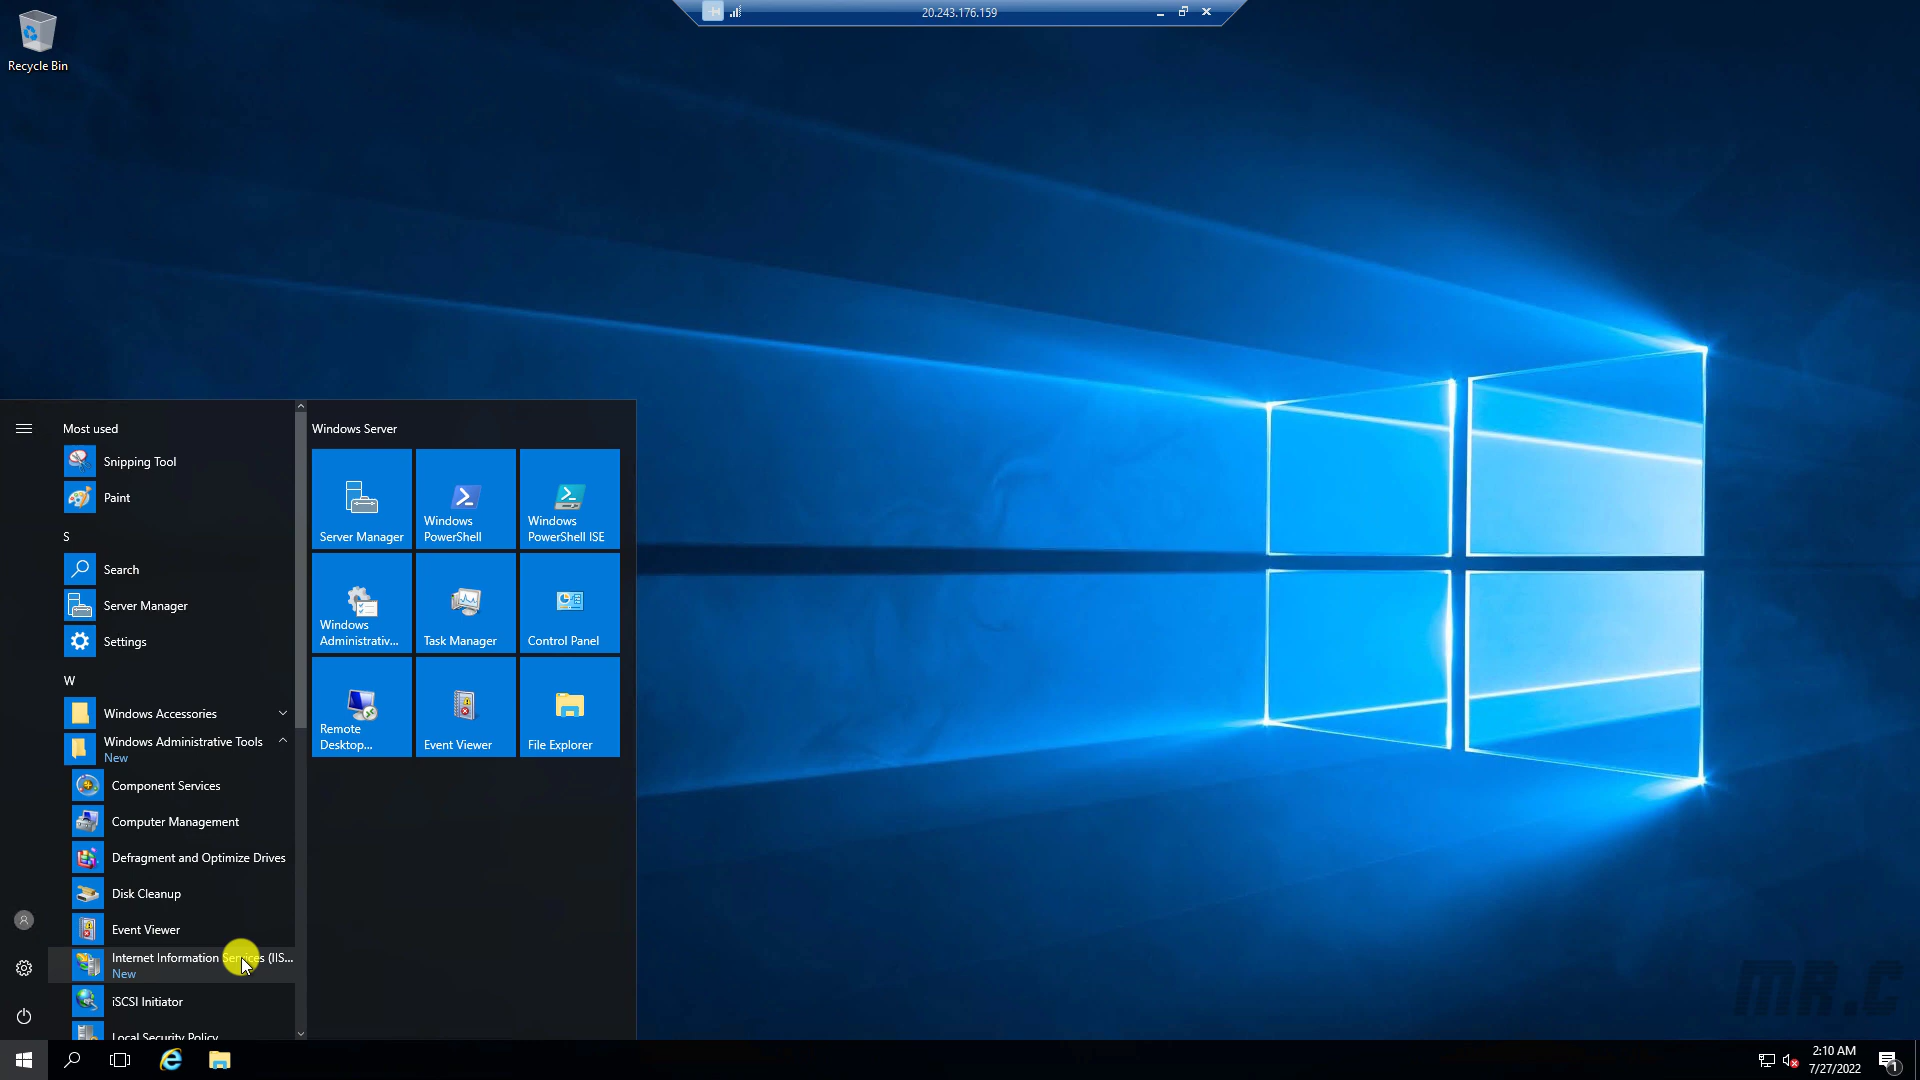 20.243.176.159
Recycle Bin
Most used
Snipping Tool
Paint
S
Search
Server Manager
Settings
W
Windows Accessories
Windows Administrative Tools
New
Component Services
Computer Management
Defragment and Optimize Drives
Disk Cleanup
Event Viewer
Internet Information Services (IIS...
New
iSCSI Initiator
Local Security Policy
Windows Server
Server Manager
Windows
PowerShell
Windows
PowerShell ISE
Windows
Administrativ...
Task Manager
Control Panel
Remote
Desktop...
Event Viewer
File Explorer
MR.C
2:10 AM
7/27/2022
1